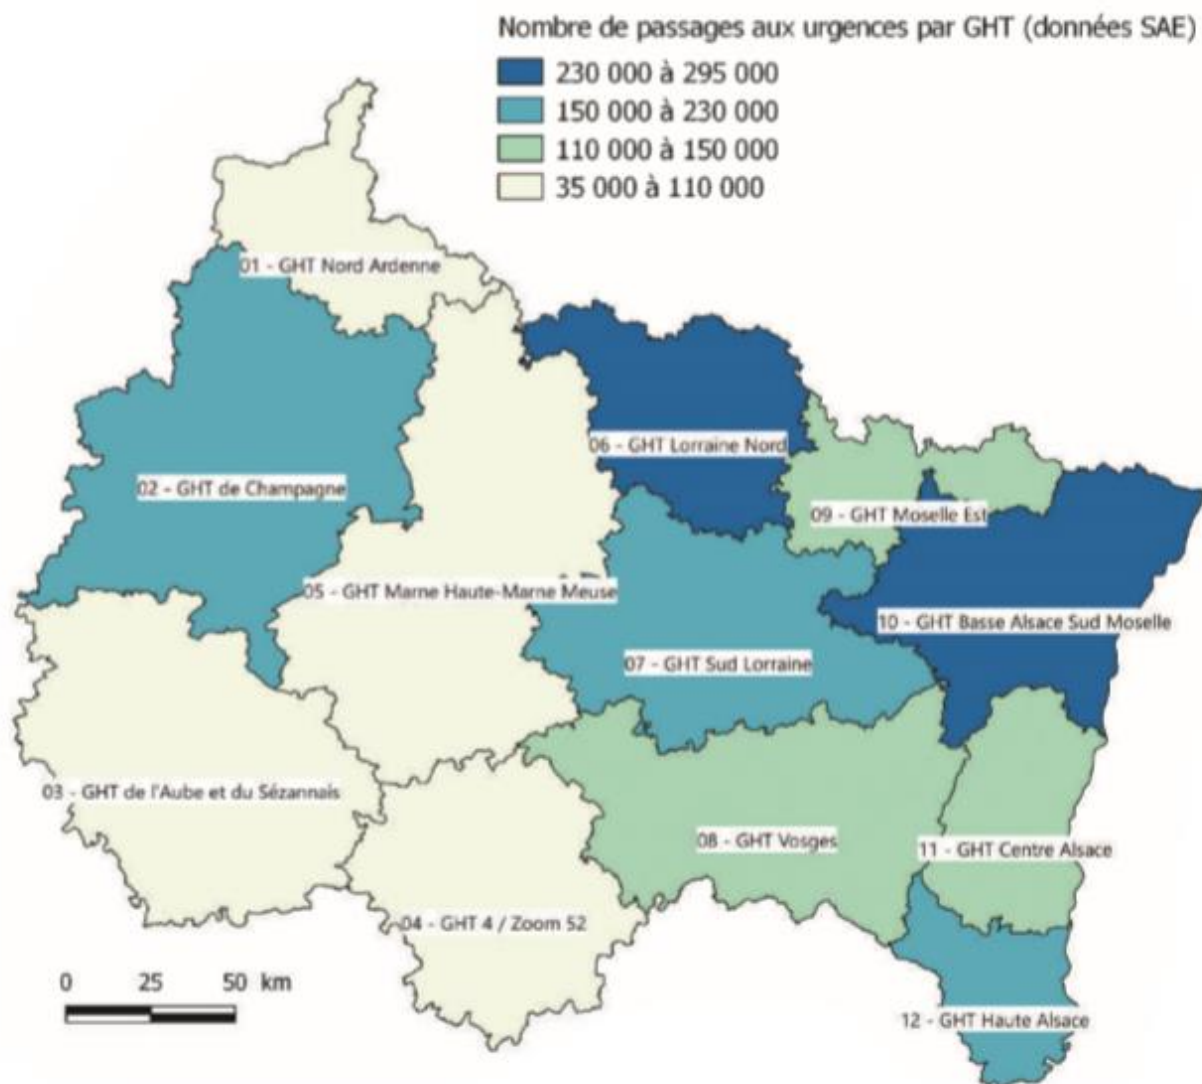 Nombre de passages aux urgences par GHT (données SAE)
230 000 à 295 000
150 000 à 230 000
110 000 à 150 000
35 000 à 110 000
01 - GHT Nord Ardenne
06 - GHT Lorraine Nord
02 - GHT de Champagne
09 - GHT Moselle Est
05 - GHT Marne Haute-Marne Meuse
10 - GHT Basse Alsace Sud Moselle
07 - GHT Sud Lorraine
03 - GHT de l'Aube et du Sézannais
08 - GHT Vosges
11 - GHT Centre Alsace
04 - GHT 4 / Zoom 52
0 25 50 km
12 - GHT Haute Alsace